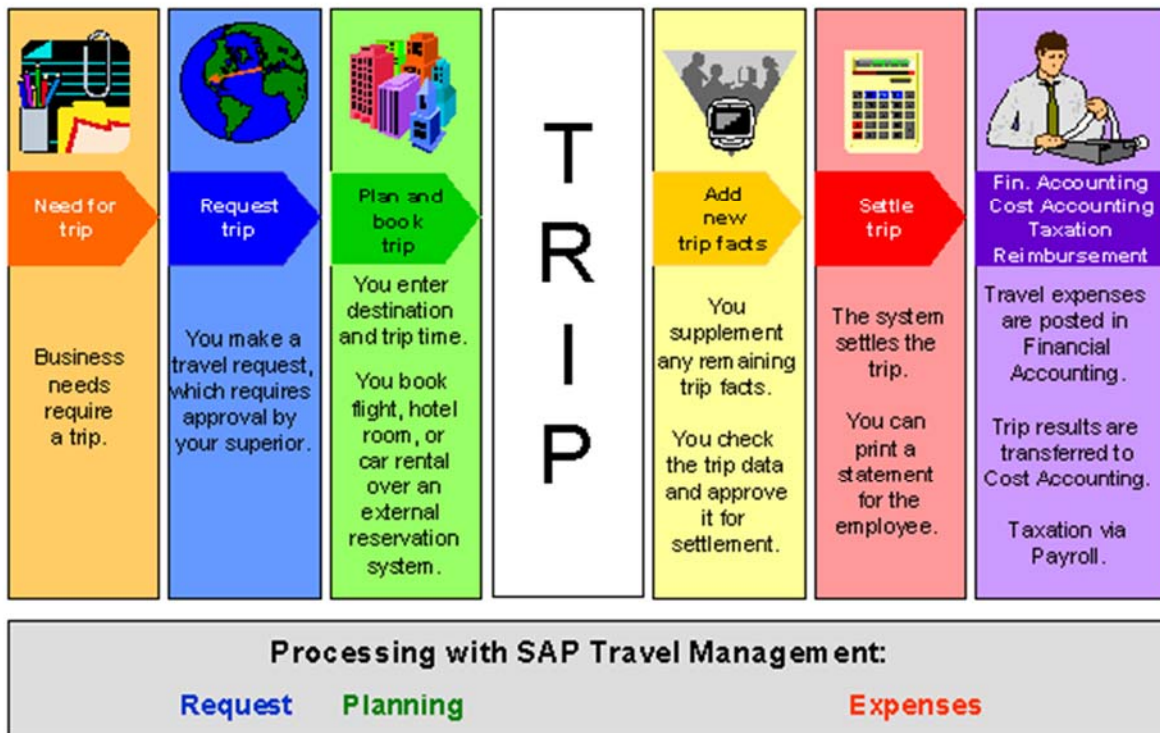 Need for
trip
Business
needs
require
a trip.
Request
trip
You make a
travel request,
which requires
approval by
your superior.
Plan and
book
trip
You enter
destination
and trip time.
You book
flight, hotel
room, or
car rental
over an
external
reservation
system.
T
R
I
P
Add
new
trip facts
You
supplement
any remaining
trip facts.
You check
the trip data
and approve
it for
settlement.
Settle
trip
The system
settles the
trip.
You can
print a
statement
for the
employee.
Fin. Accounting
Cost Accounting
Taxation
Reimbursement
Travel expenses
are posted in
Financial
Accounting.
Trip results are
transferred to
Cost Accounting.
Taxation via
Payroll.
Processing with SAP Travel Management:
Request Planning Expenses